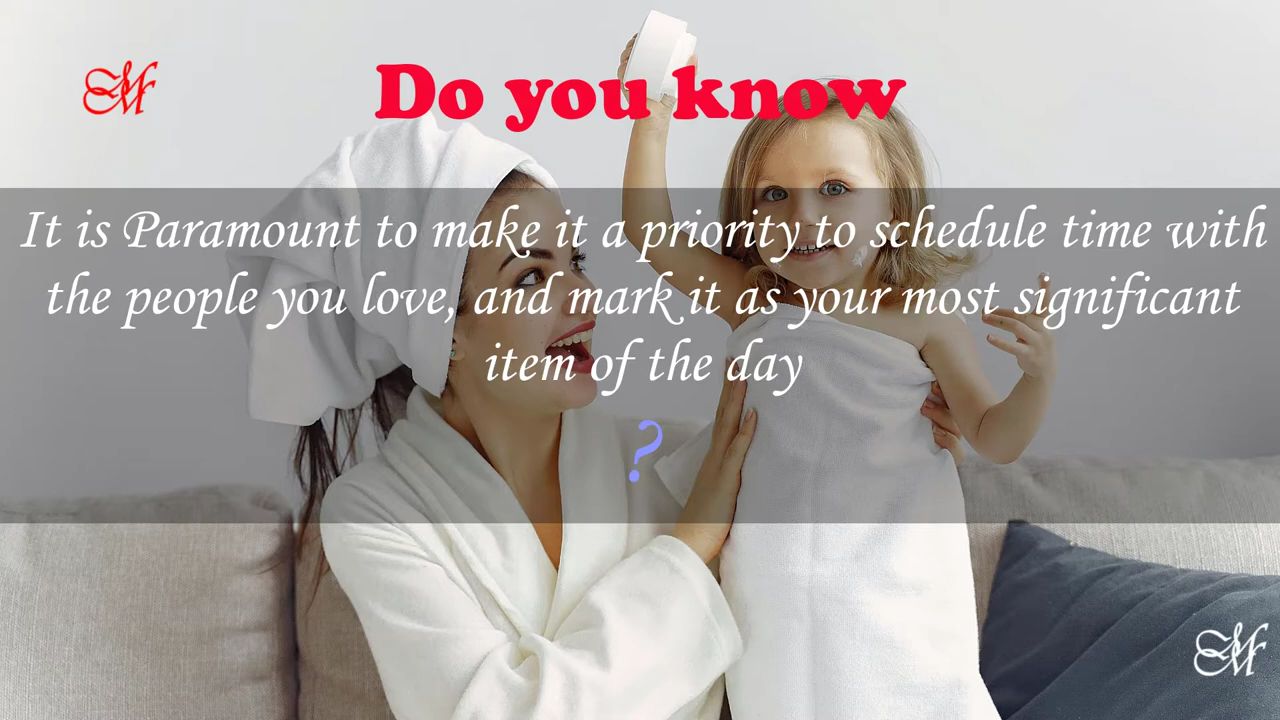 Do you know
It is Paramount to make it a priority to schedule time with
the people you love, and mark it as your most significant
item of the day
?